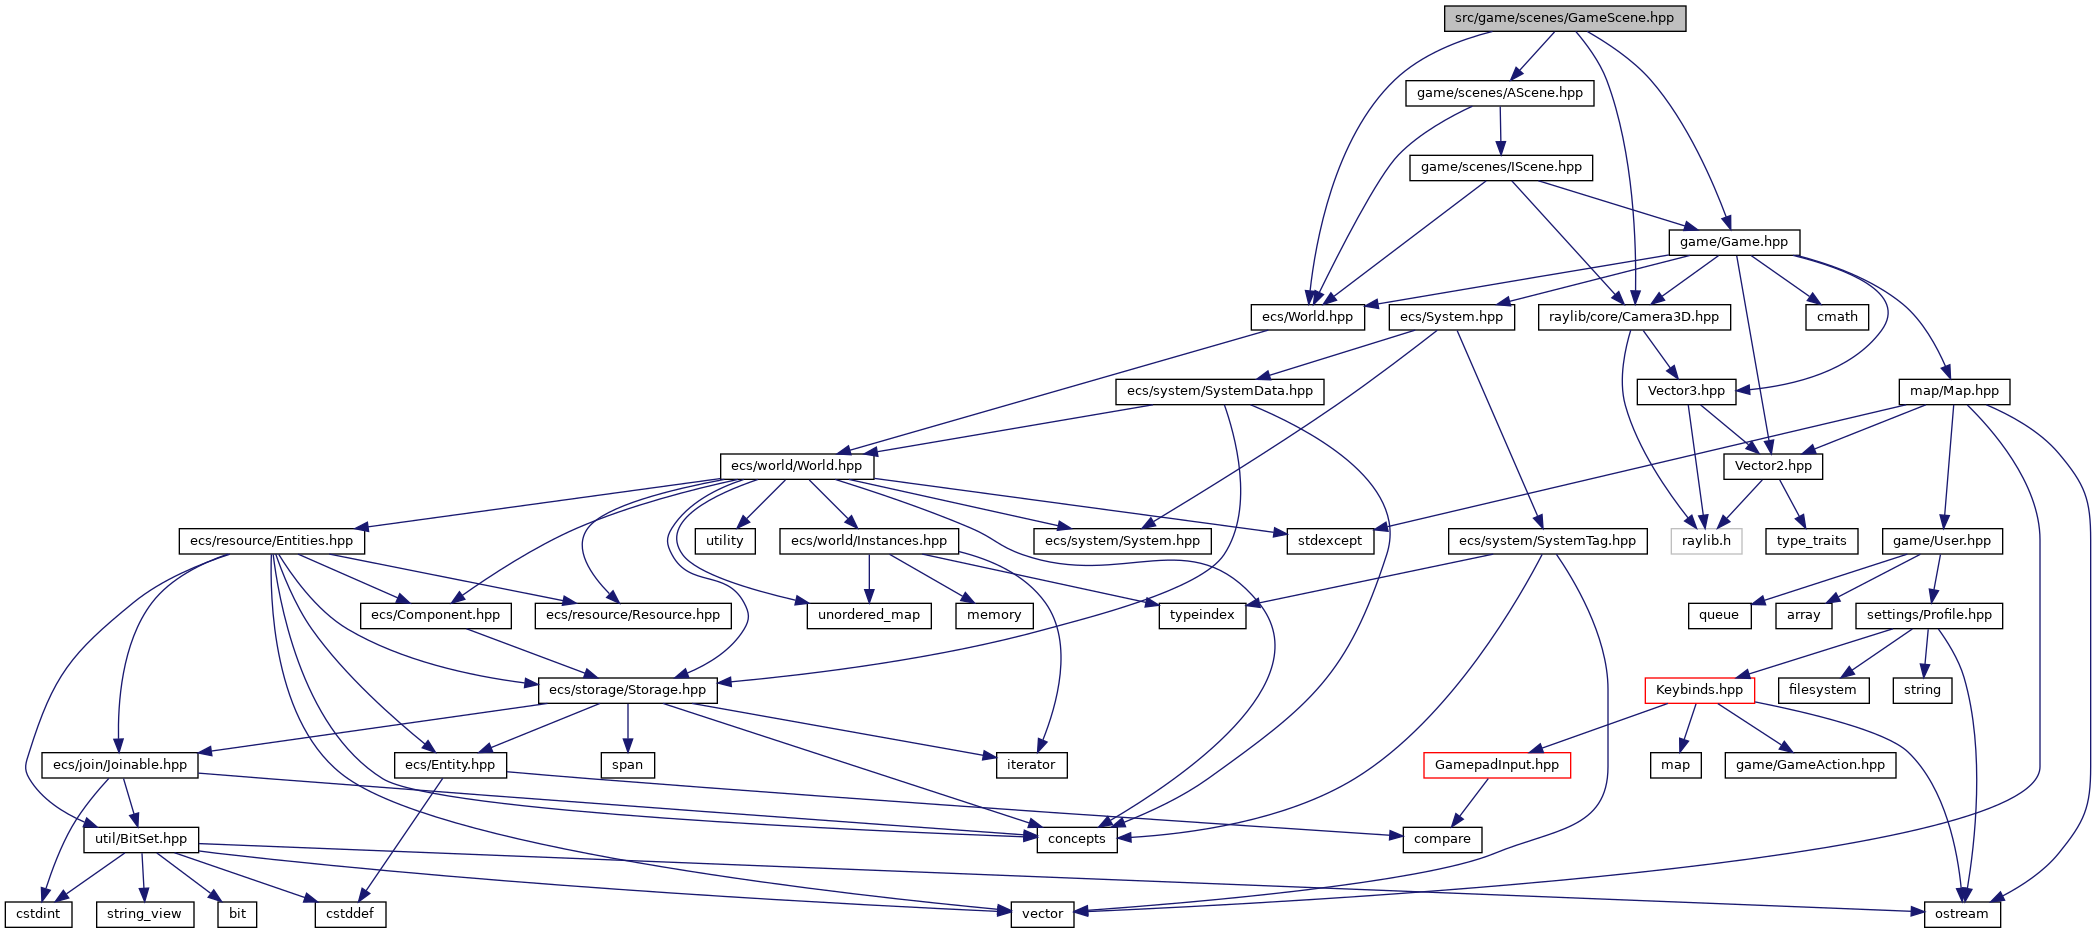 src/game/scenes/GameScene.hpp
game/scenes/AScene.hpp
game/scenes/IScene.hpp
game/Game.hpp
ecs/World.hpp
ecs/System.hpp
raylib/core/Camera3D.hpp
cmath
ecs/system/SystemData.hpp
Vector3.hpp
map/Map.hpp
ecs/world/World.hpp
Vector2.hpp
ecs/resource/Entities.hpp
utility
ecs/world/Instances.hpp
ecs/system/System.hpp
stdexcept
ecs/system/SystemTag.hpp
raylib.h
type_traits
game/User.hpp
ecs/Component.hpp
ecs/resource/Resource.hpp
unordered_map
memory
typeindex
queue
array
settings/Profile.hpp
ecs/storage/Storage.hpp
Keybinds.hpp
filesystem
string
ecs/join/Joinable.hpp
ecs/Entity.hpp
span
iterator
GamepadInput.hpp
map
game/GameAction.hpp
util/BitSet.hpp
concepts
compare
cstdint
string_view
bit
cstddef
vector
ostream